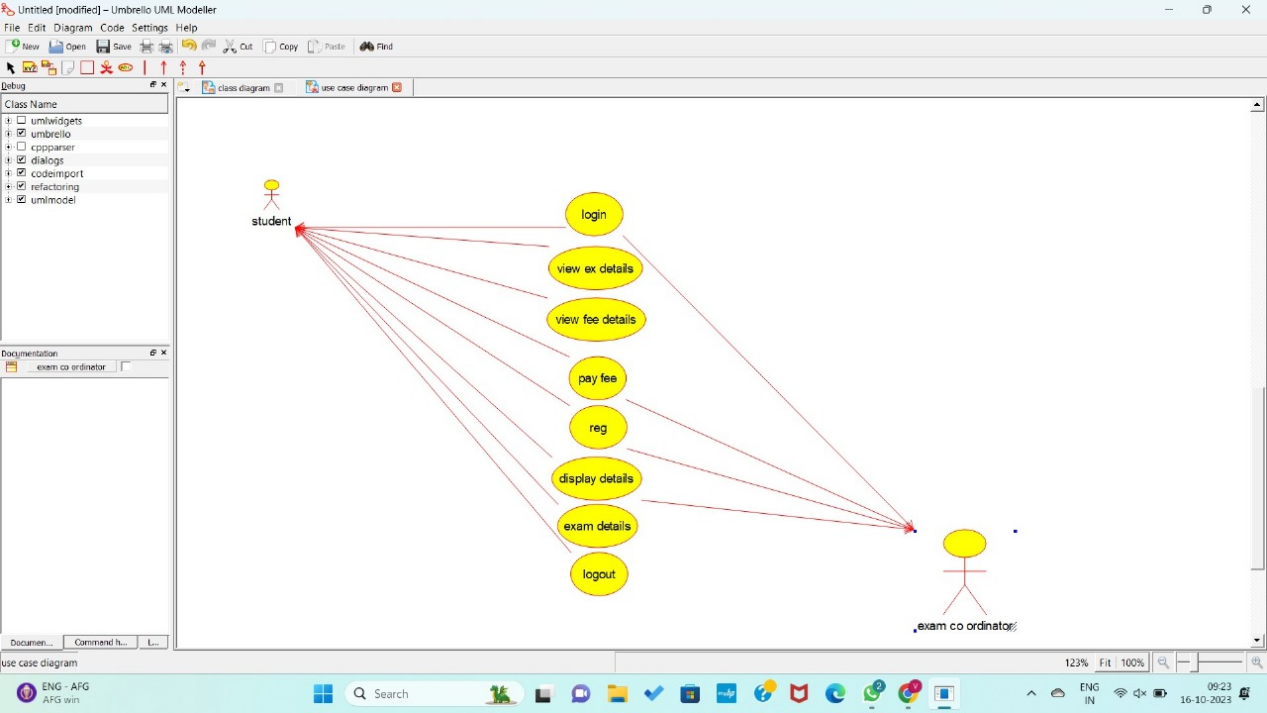 Untitled [modified] – Umbrello UML Modeller
File Edit Diagram Code Settings Help
New Open Save Cut Copy Paste Find
Debug
class diagram use case diagram
Class Name
umlwidgets
umbrello
cppparser
dialogs
codeimport
refactoring
umlmodel
student
login
view ex details
view fee details
pay fee
reg
display details
exam details
logout
exam co ordinator
Documentation
exam co ordinator
Documen... Command h... L...
use case diagram
123% Fit 100%
ENG - AFG
AFG win
Search
2
V
ENG
IN
09:23
16-10-2023